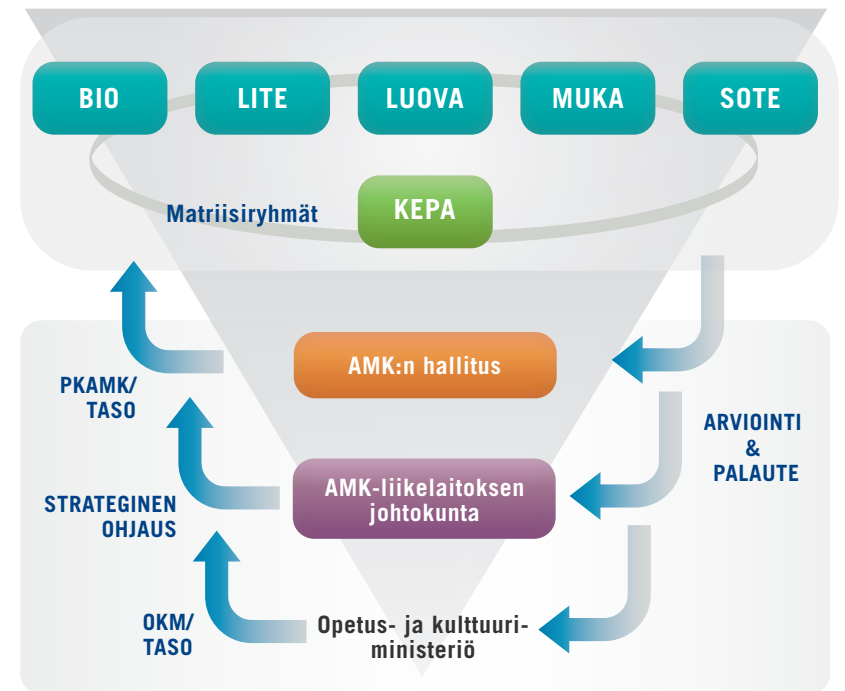 BIO
LITE
LUOVA
MUKA
SOTE
Matriisiryhmät
KEPA
AMK:n hallitus
PKAMK/
TASO
ARVIOINTI
&
PALAUTE
AMK-liikelaitoksen
johtokunta
STRATEGINEN
OHJAUS
OKM/
TASO
Opetus- ja kulttuuri-
ministeriö